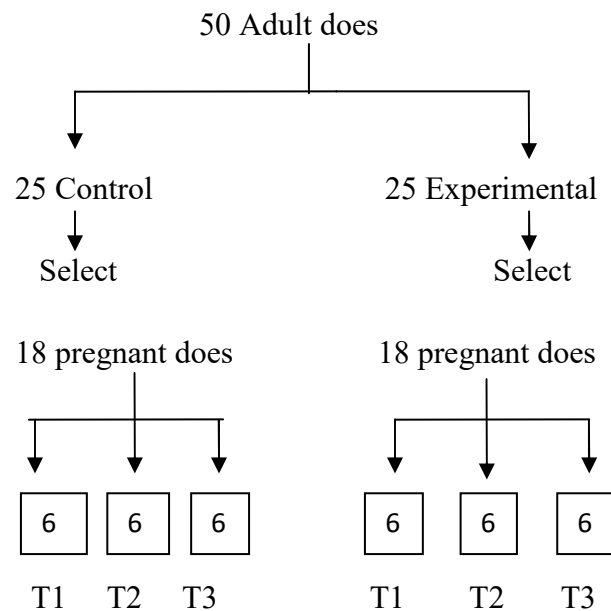 50 Adult does
25 Control 25 Experimental
Select Select
18 pregnant does 18 pregnant does
6 6 6 6 6 6
T1 T2 T3 T1 T2 T3